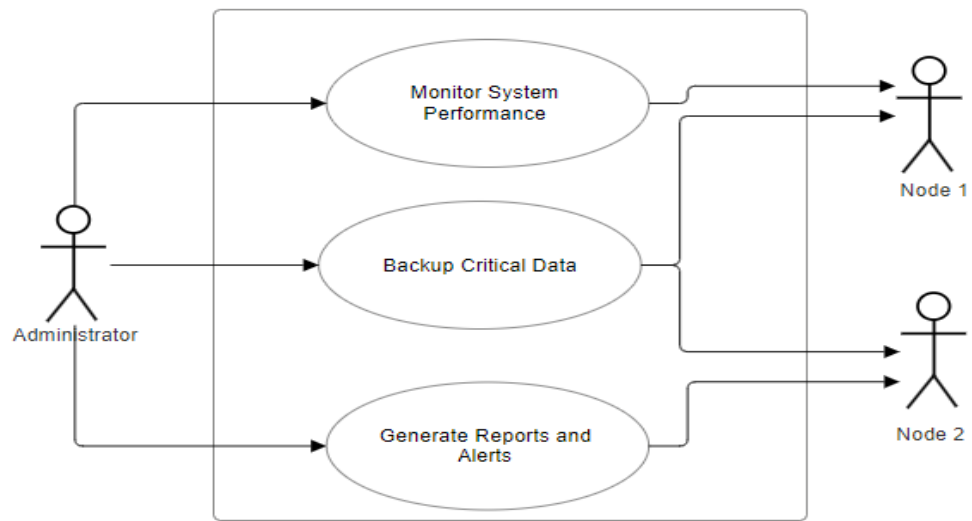 Monitor System
Performance
Node 1
Backup Critical Data
Administrator
Generate Reports and
Alerts
Node 2